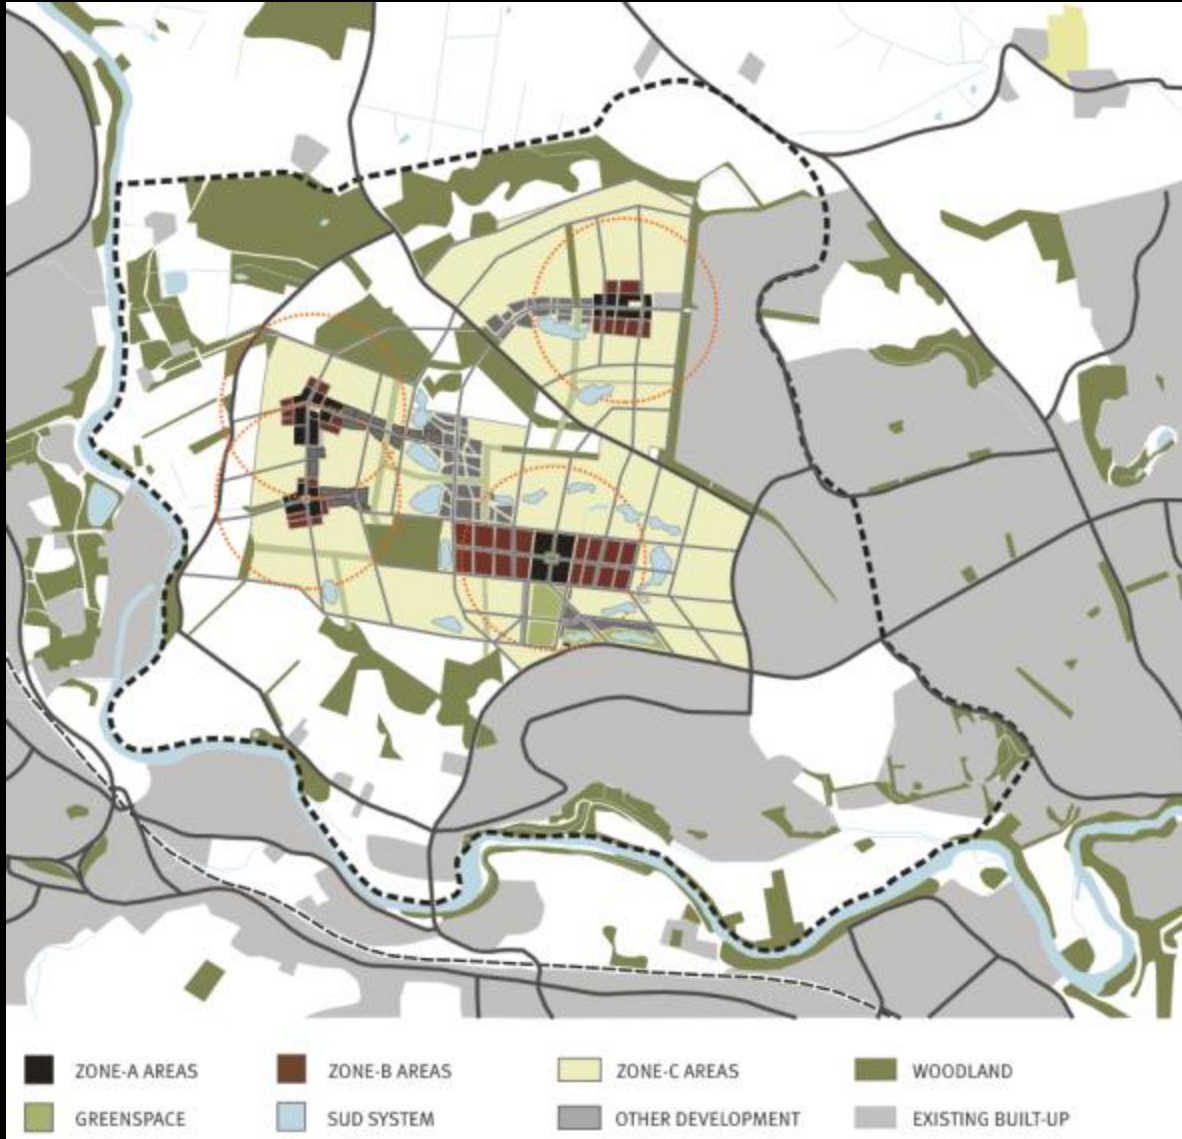 ZONE-A AREAS ZONE-B AREAS ZONE-C AREAS WOODLAND
GREENSPACE SUD SYSTEM OTHER DEVELOPMENT EXISTING BUILT-UP